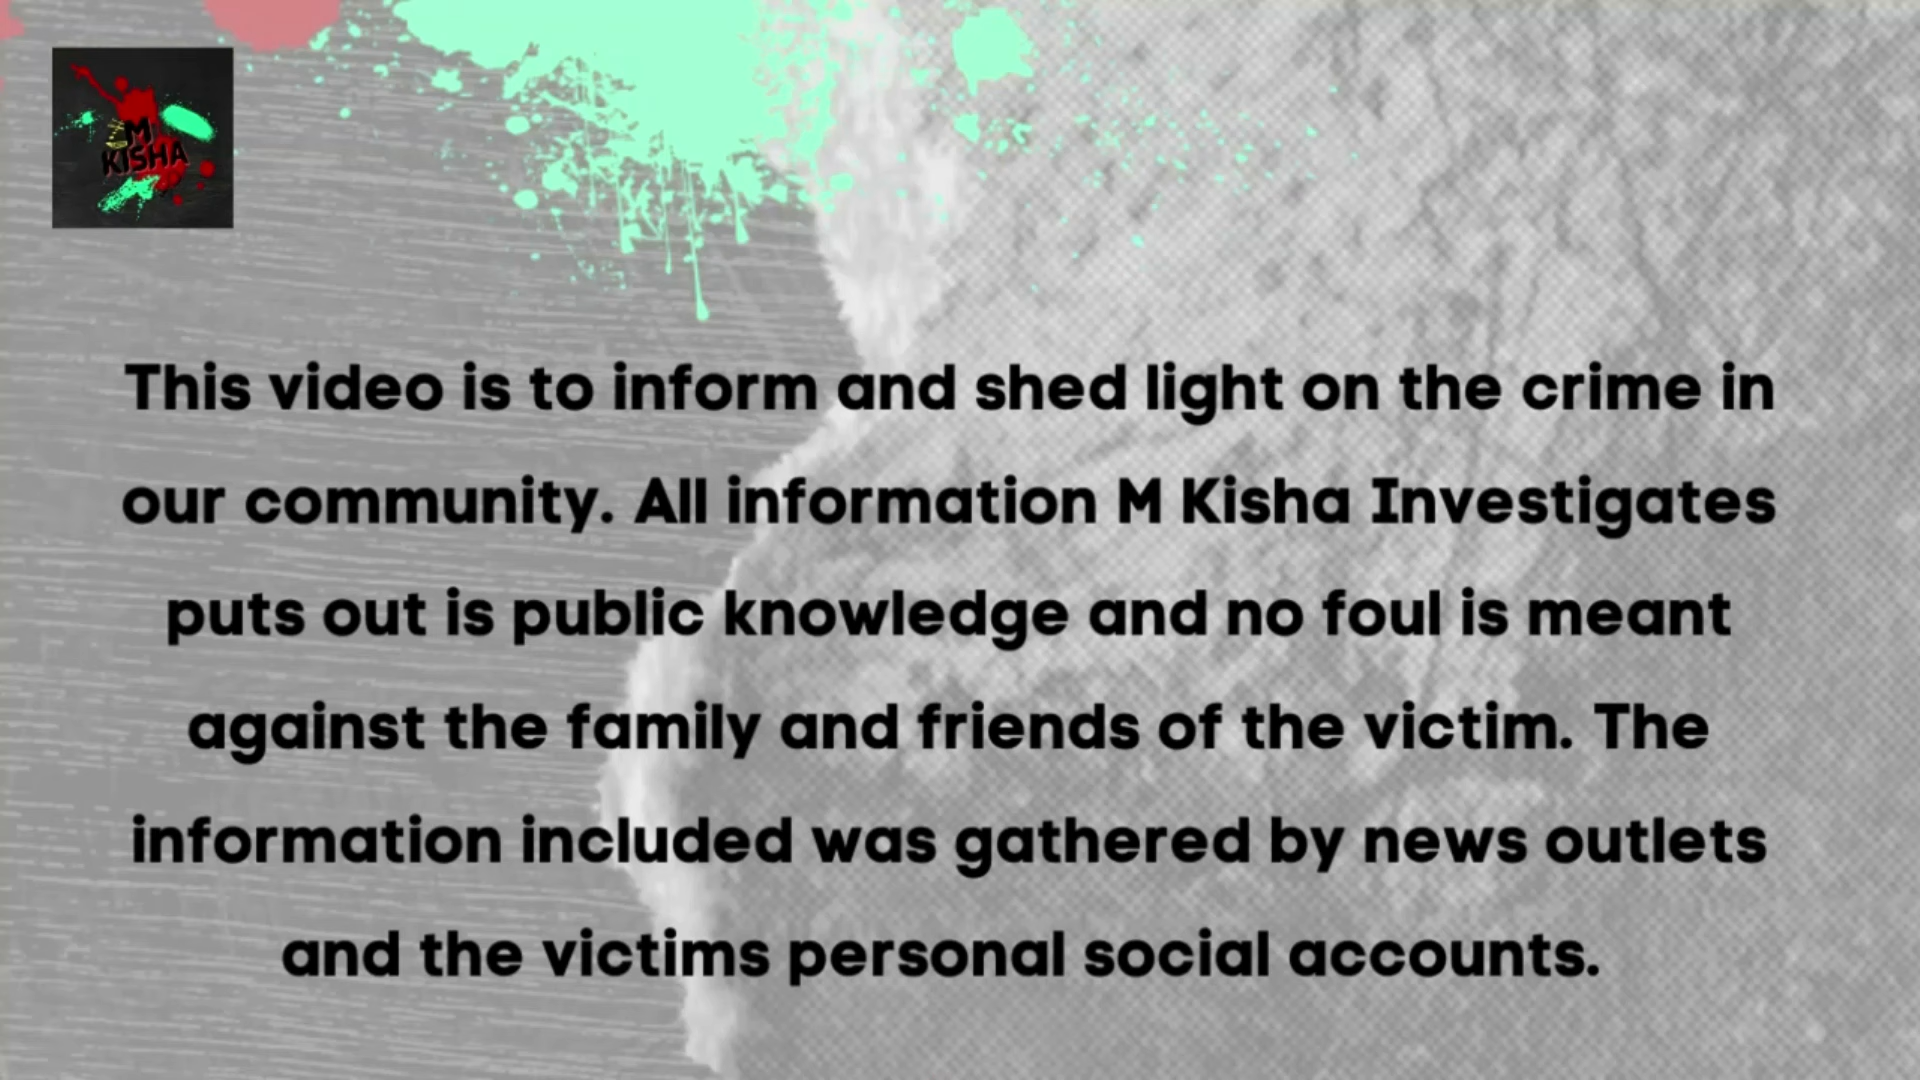 M
KISHA
This video is to inform and shed light on the crime in
our community. All information M Kisha Investigates
puts out is public knowledge and no foul is meant
against the family and friends of the victim. The
information included was gathered by news outlets
and the victims personal social accounts.